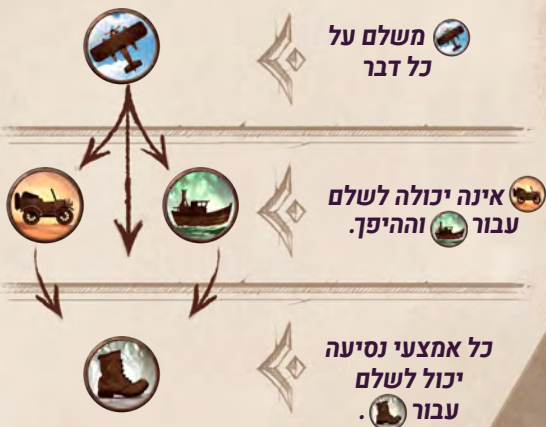 משלם על
כל דבר
אינה יכולה לשלם
עבור וההיפך.
כל אמצעי נסיעה
יכול לשלם
עבור .